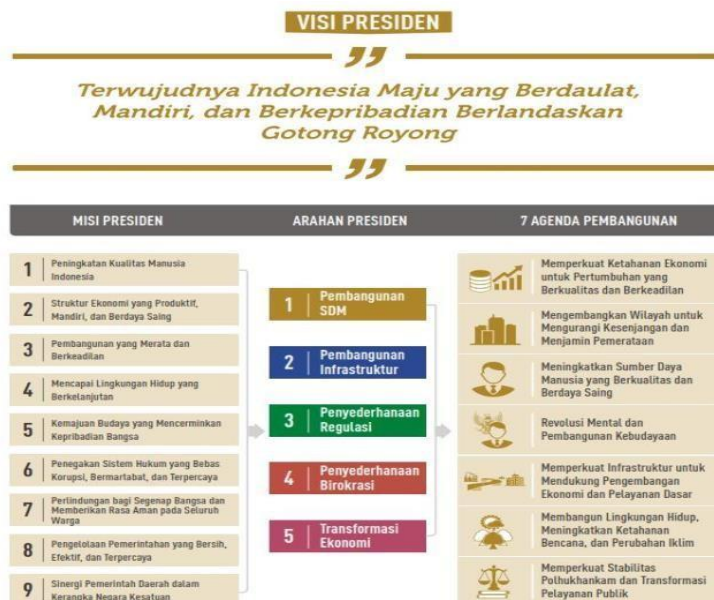 VISI PRESIDEN
Terwujudnya Indonesia Maju yang Berdaulat,
Mandiri, dan Berkepribadian Berlandaskan
Gotong Royong
MISI PRESIDEN
1
Peningkatan Kualitas Manusia
Indonesia
2
Struktur Ekonomi yang Produktif,
Mandiri, dan Berdaya Saing
3
Pembangunan yang Merata dan
Berkeadilan
4
Mencapai Lingkungan Hidup yang
Berkelanjutan
5
Kemajuan Budaya yang Mencerminkan
Kepribadian Bangsa
6
Penegakan Sistem Hukum yang Bebas
Korupsi, Bermartabat, dan Terpercaya
7
Perlindungan bagi Segenap Bangsa dan
Memberikan Rasa Aman pada Seluruh
Warga
8
Pengelolaan Pemerintahan yang Bersih,
Efektif, dan Terpercaya
9
Sinergi Pemerintah Daerah dalam
Kerangka Negara Kesatuan
ARAHAN PRESIDEN
1
Pembangunan
SDM
2
Pembangunan
Infrastruktur
3
Penyederhanaan
Regulasi
4
Penyederhanaan
Birokrasi
5
Transformasi
Ekonomi
7 AGENDA PEMBANGUNAN
Memperkuat Ketahanan Ekonomi
untuk Pertumbuhan yang
Berkualitas dan Berkeadilan
Mengembangkan Wilayah untuk
Mengurangi Kesenjangan dan
Menjamin Pemerataan
Meningkatkan Sumber Daya
Manusia yang Berkualitas dan
Berdaya Saing
Revolusi Mental dan
Pembangunan Kebudayaan
Memperkuat Infrastruktur untuk
Mendukung Pengembangan
Ekonomi dan Pelayanan Dasar
Membangun Lingkungan Hidup,
Meningkatkan Ketahanan
Bencana, dan Perubahan Iklim
Memperkuat Stabilitas
Polhukhankam dan Transformasi
Pelayanan Publik